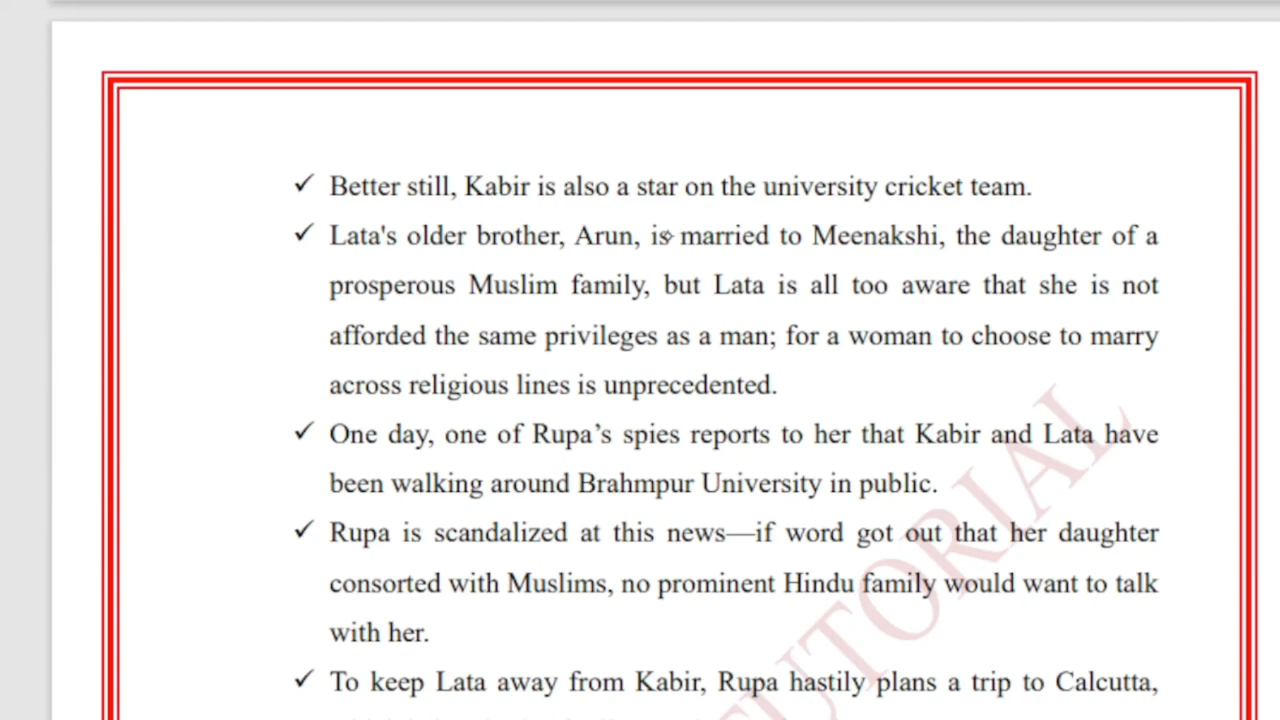 ✓ Better still, Kabir is also a star on the university cricket team.
✓ Lata's older brother, Arun, is married to Meenakshi, the daughter of a
prosperous Muslim family, but Lata is all too aware that she is not
afforded the same privileges as a man; for a woman to choose to marry
across religious lines is unprecedented.
✓ One day, one of Rupa’s spies reports to her that Kabir and Lata have
been walking around Brahmpur University in public.
✓ Rupa is scandalized at this news—if word got out that her daughter
consorted with Muslims, no prominent Hindu family would want to talk
with her.
✓ To keep Lata away from Kabir, Rupa hastily plans a trip to Calcutta,
TUTORIAL